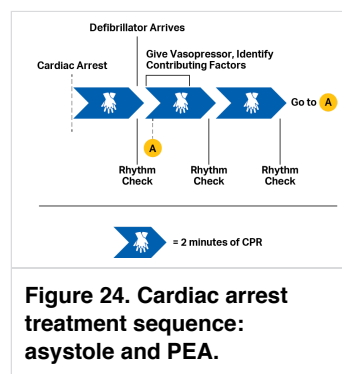 Defibrillator Arrives
Give Vasopressor, Identify
Contributing Factors
Cardiac Arrest
Go to A
A
Rhythm
Check
Rhythm
Check
Rhythm
Check
= 2 minutes of CPR
Figure 24. Cardiac arrest
treatment sequence:
asystole and PEA.